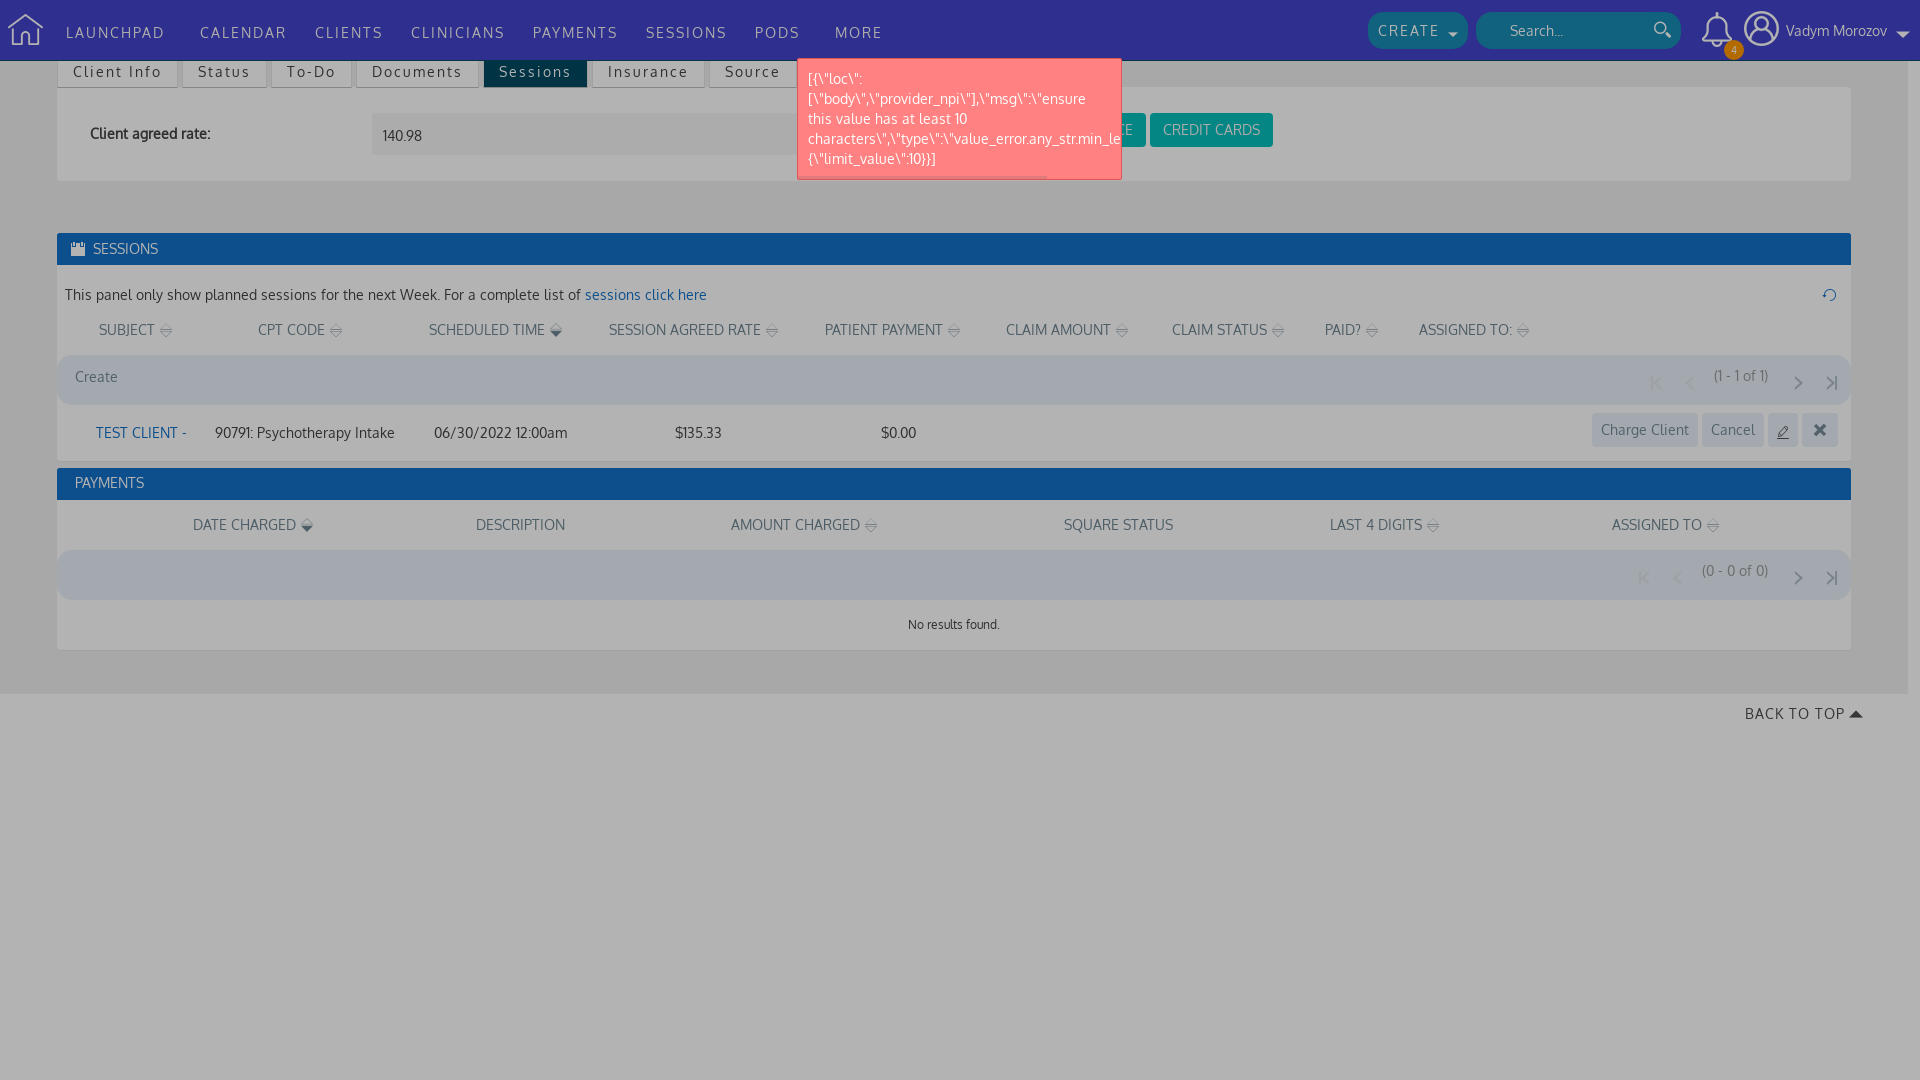 LAUNCHPAD CALENDAR CLIENTS CLINICIANS PAYMENTS SESSIONS PODS MORE CREATE Search... 4 Vadym Morozov
Client Info Status To-Do Documents Sessions Insurance Source
[{\"loc\":
[\"body\",\"provider_npi\"],\"msg\":\"ensure
this value has at least 10
characters\",\"type\":\"value_error.any_str.min_le
{\"limit_value\":10}}]
Client agreed rate: 140.98 CREDIT CARDS
SESSIONS
This panel only show planned sessions for the next Week. For a complete list of sessions click here
SUBJECT CPT CODE SCHEDULED TIME SESSION AGREED RATE PATIENT PAYMENT CLAIM AMOUNT CLAIM STATUS PAID? ASSIGNED TO:
Create (1 - 1 of 1)
TEST CLIENT - 90791: Psychotherapy Intake 06/30/2022 12:00am $135.33 $0.00 Charge Client Cancel
PAYMENTS
DATE CHARGED DESCRIPTION AMOUNT CHARGED SQUARE STATUS LAST 4 DIGITS ASSIGNED TO
(0 - 0 of 0)
No results found.
BACK TO TOP